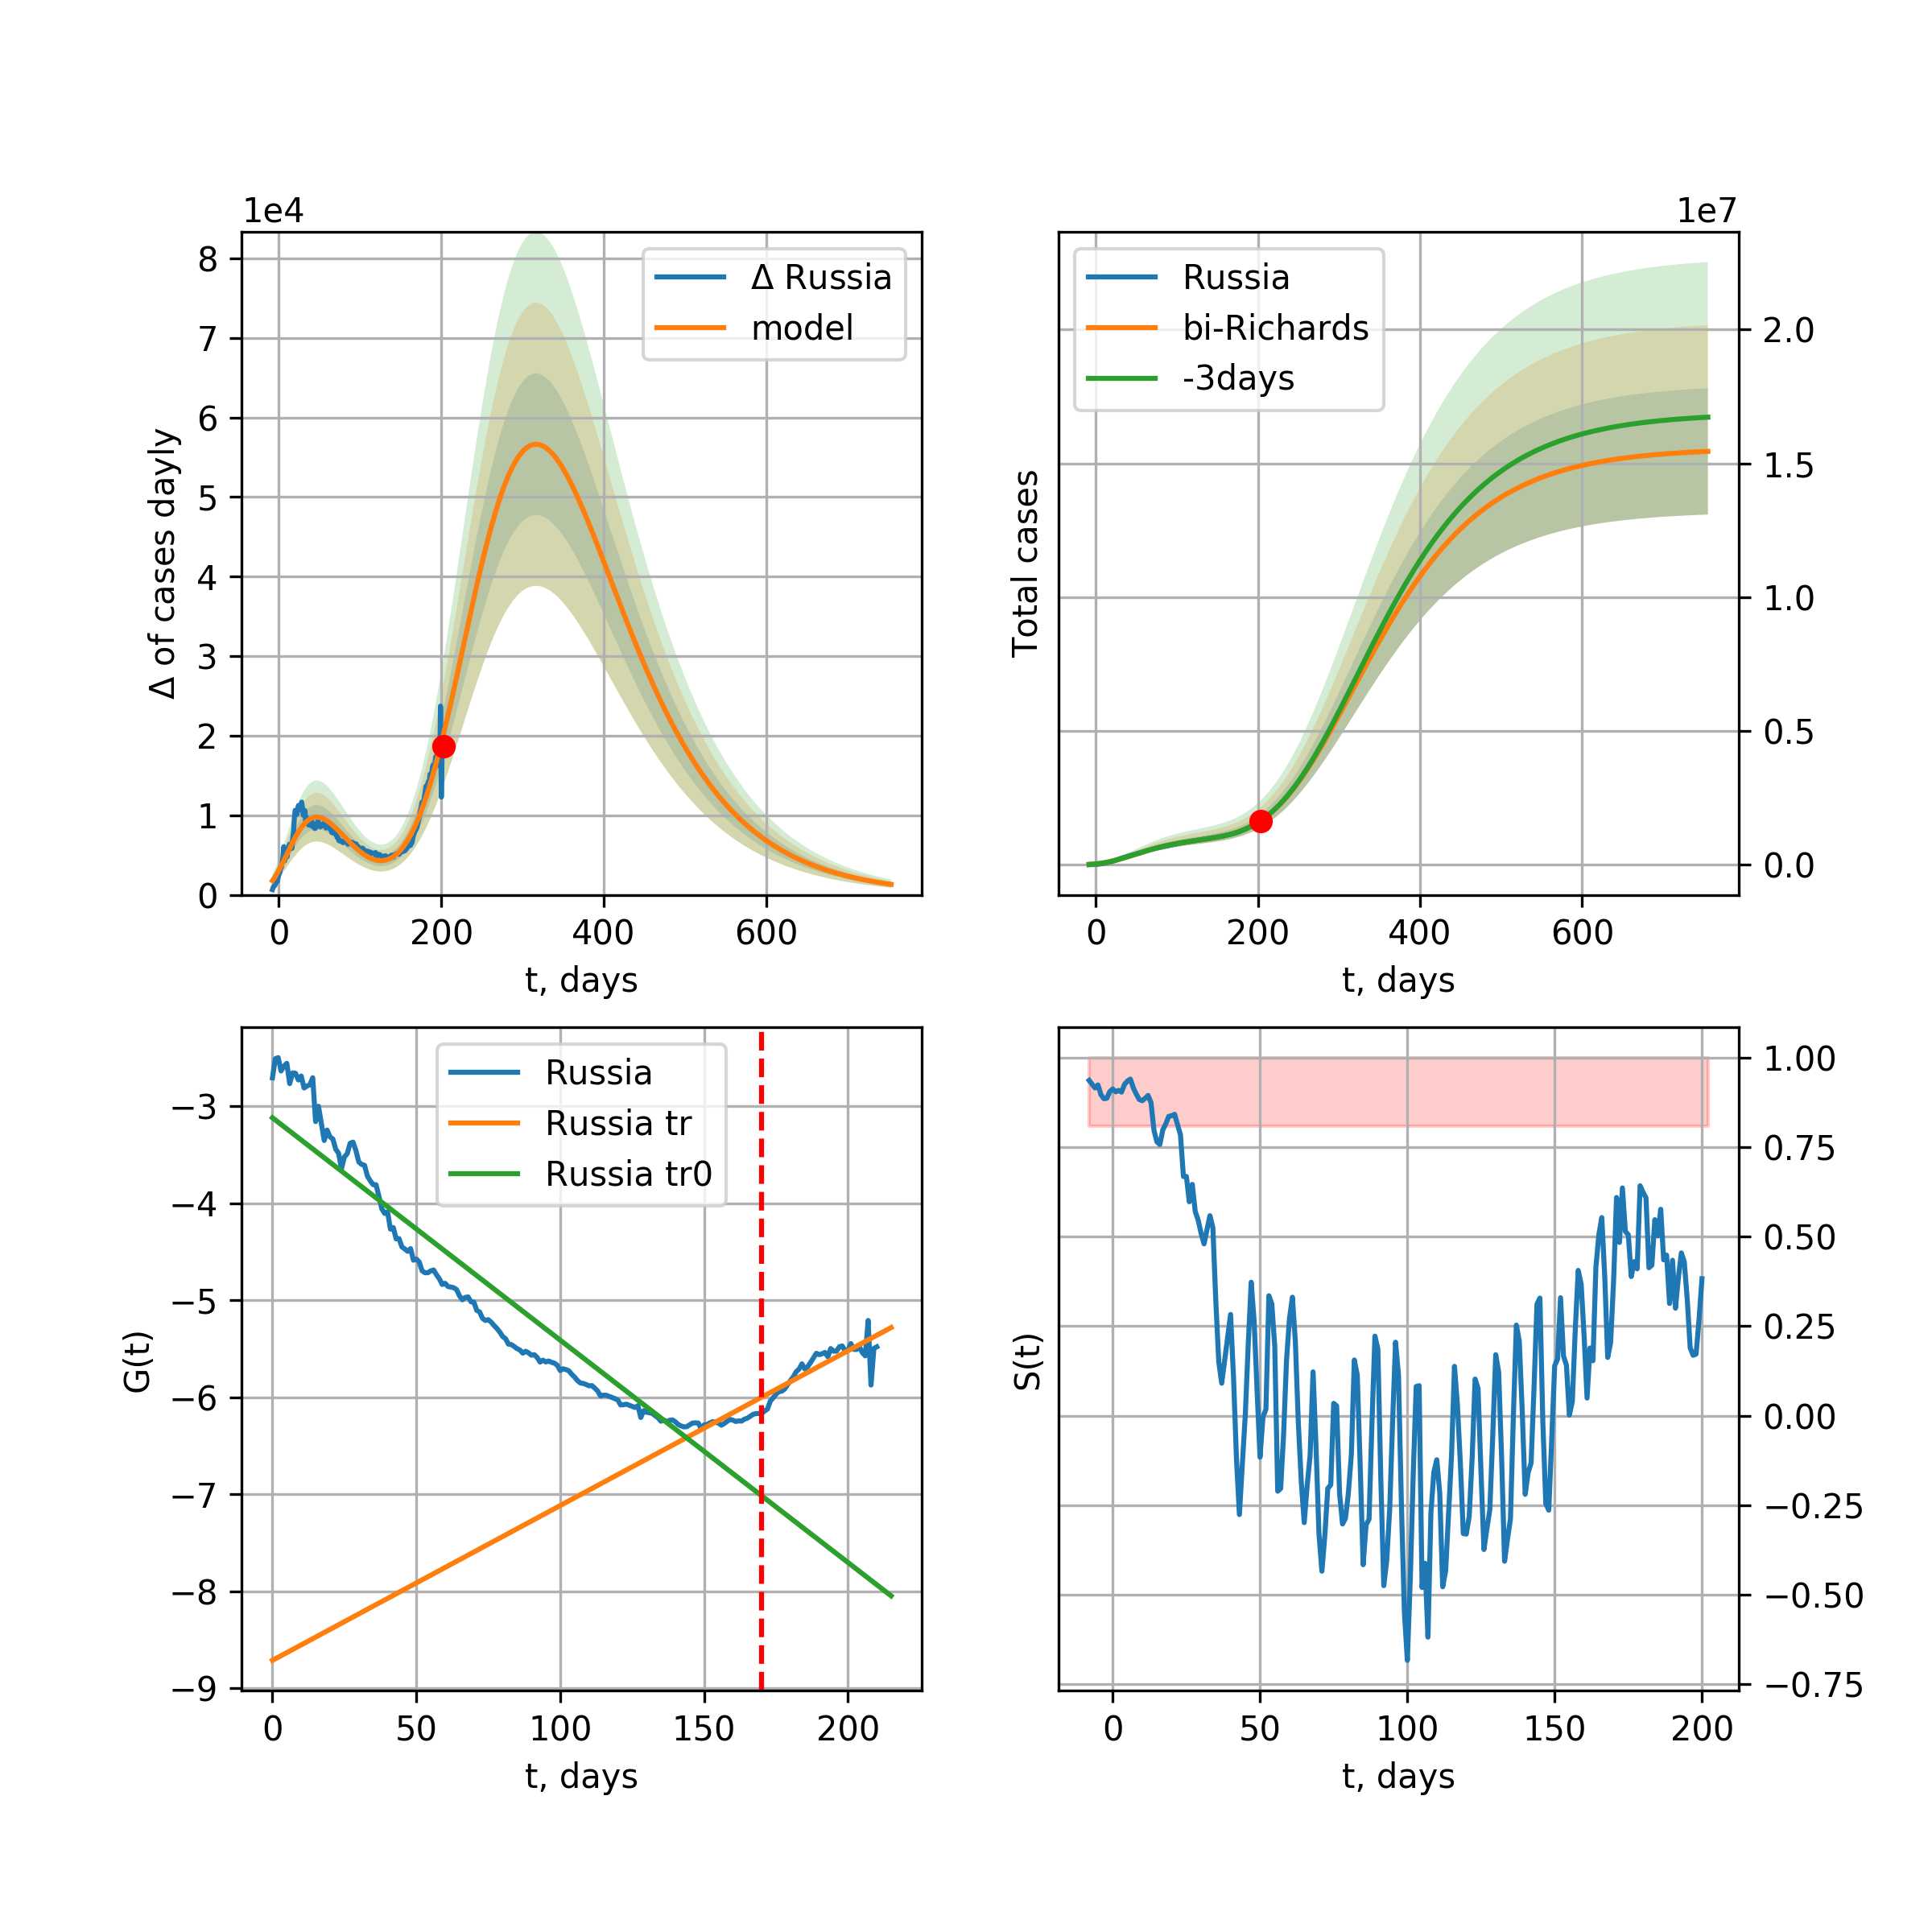 1e4
Δ of cases dayly
8
7
6
5
4
3
2
1
0
Δ Russia
model
0 200 400 600
t, days
1e7
Total cases
Russia
bi-Richards
-3days
2.0
1.5
1.0
0.5
0.0
0 200 400 600
t, days
G(t)
−3
−4
−5
−6
−7
−8
−9
Russia
Russia tr
Russia tr0
0 50 100 150 200
t, days
S(t)
1.00
0.75
0.50
0.25
0.00
−0.25
−0.50
−0.75
0 50 100 150 200
t, days